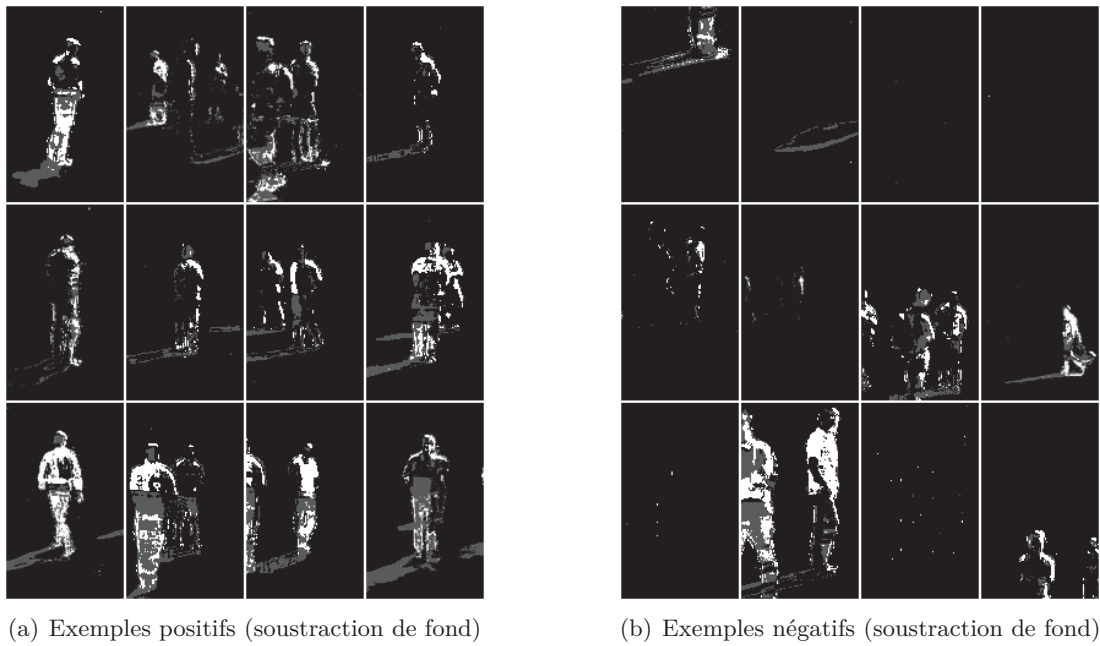 (a) Exemples positifs (soustraction de fond)
(b) Exemples négatifs (soustraction de fond)